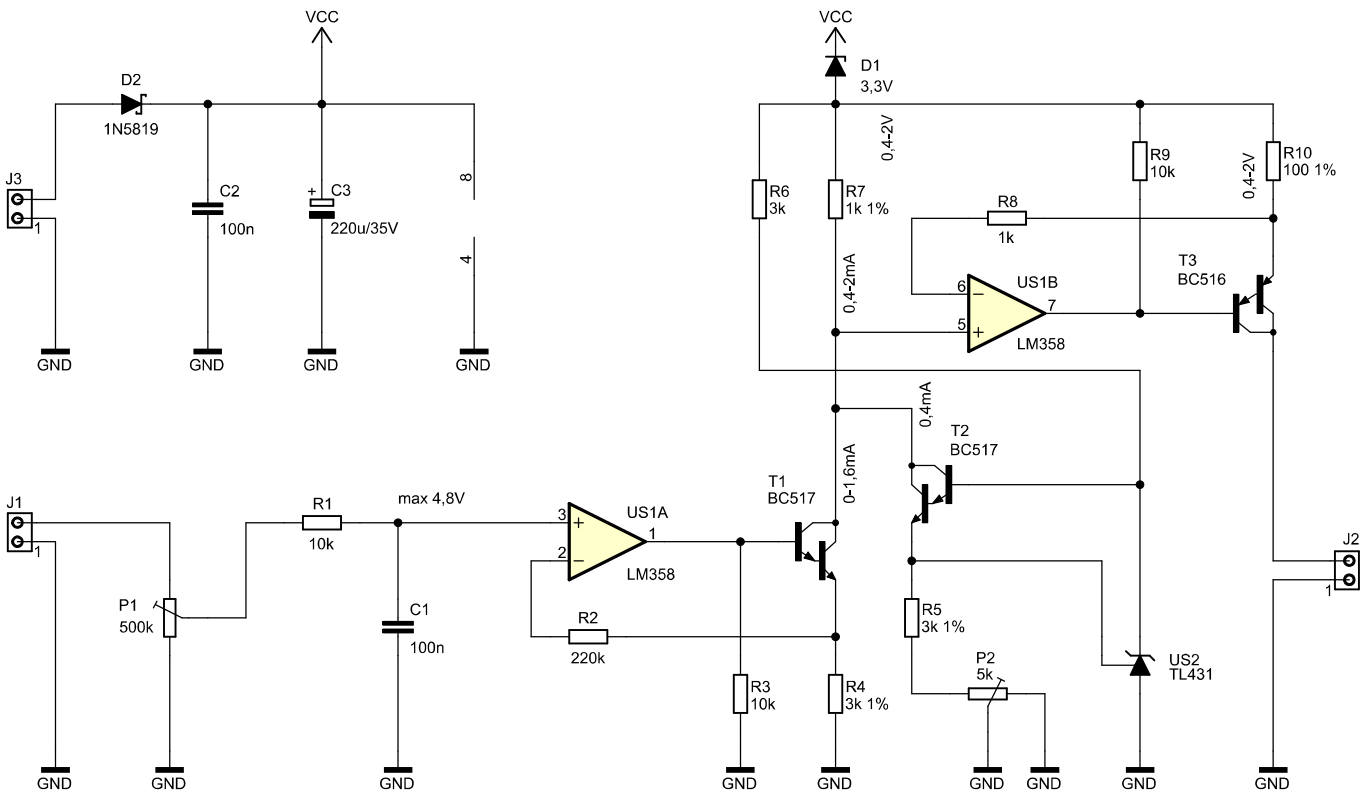 VCC
D2
1N5819
J3
1
C2
100n
+
C3
220u/35V
8
4
GND
GND
GND
GND
VCC
D1
3,3V
0,4-2V
R6
3k
R7
1k 1%
R9
10k
0,4-2V
R10
100 1%
R8
1k
0,4-2mA
6
5
US1B
7
LM358
T3
BC516
0,4mA
T2
BC517
0-1,6mA
J1
1
R1
10k
max 4,8V
3
2
US1A
1
LM358
T1
BC517
J2
1
P1
500k
C1
100n
R2
220k
R3
10k
R4
3k 1%
R5
3k 1%
P2
5k
US2
TL431
GND
GND
GND
GND
GND
GND
GND
GND
GND